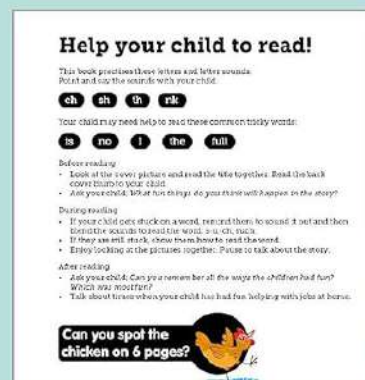 Help your child to read!
This book practises these letters and letter sounds.
Point and say the sounds with your child.
ch sh th nk
Your child may need help to read these common tricky words:
is no I the full
Before reading
• Look at the cover picture and read the title together. Read the back
cover blurb to your child.
• Ask your child: What fun things do you think will happen in the story?
During reading
• If your child gets stuck on a word, remind them to sound it out and then
blend the sounds to read the word: s-u-ch, such.
• If they are still stuck, show them how to read the word.
• Enjoy looking at the pictures together. Pause to talk about the story.
After reading
• Ask your child: Can you remember all the ways the children had fun?
Which was most fun?
• Talk about times when your child has had fun helping with jobs at home.
Can you spot the
chicken on 6 pages?